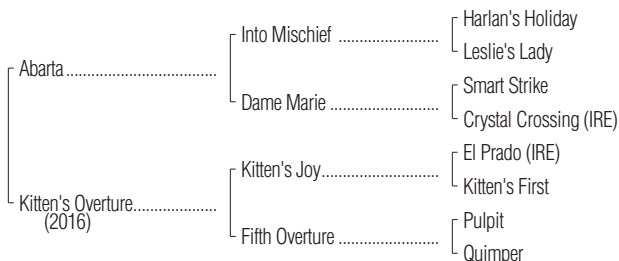 Harlan's Holiday
Into Mischief ........................
Leslie's Lady
Abarta ....................................
Smart Strike
Dame Marie ..........................
Crystal Crossing (IRE)
El Prado (IRE)
Kitten's Joy............................
Kitten's First
Kitten's Overture....................
(2016)
Pulpit
Fifth Overture ........................
Quimper